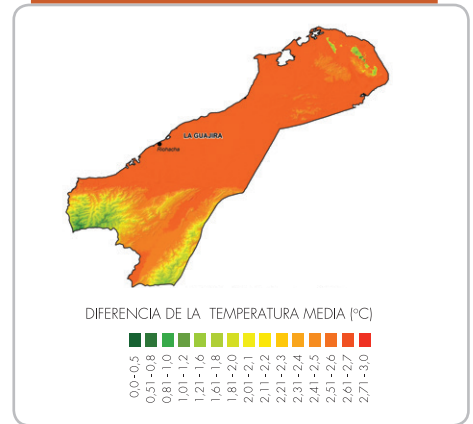 LA GUAJIRA
Riohacha
DIFERENCIA DE LA TEMPERATURA MEDIA (ºC)
0,0 - 0,5
0,51 - 0,8
0,81 - 1,0
1,01 - 1,2
1,21 - 1,6
1,61 - 1,8
1,81 - 2,0
2,01 - 2,1
2,11 - 2,2
2,21 - 2,3
2,31 - 2,4
2,41 - 2,5
2,51 - 2,6
2,61 - 2,7
2,71 - 3,0